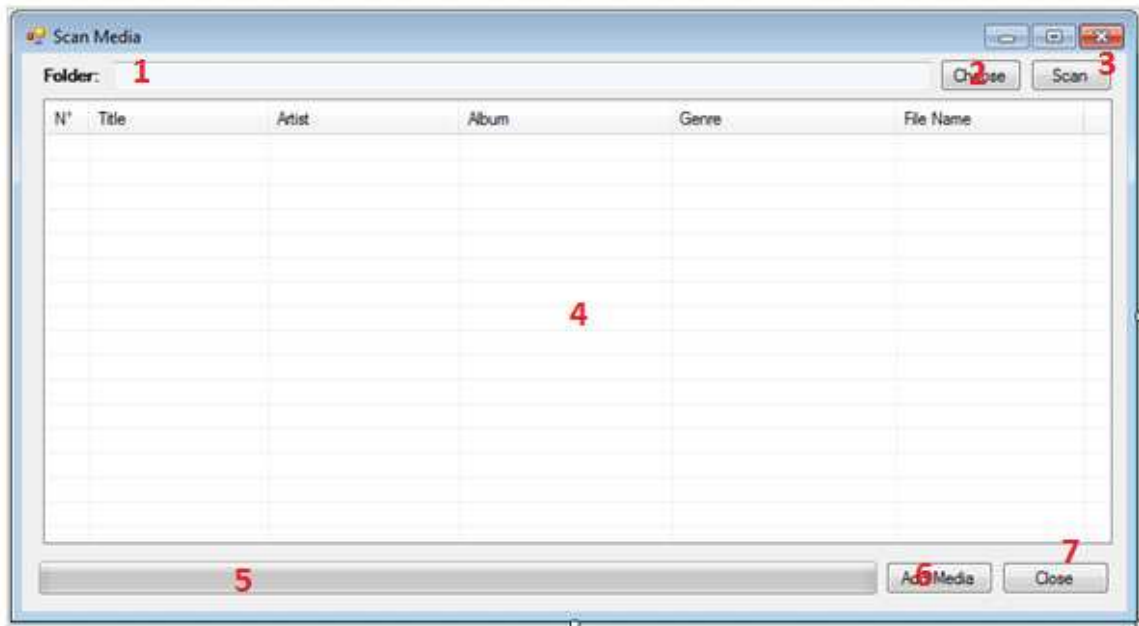 Scan Media
Folder: 1 Choose 2 Scan 3
N° Title Artist Album Genre File Name
4
5 Add Media 6 Close 7